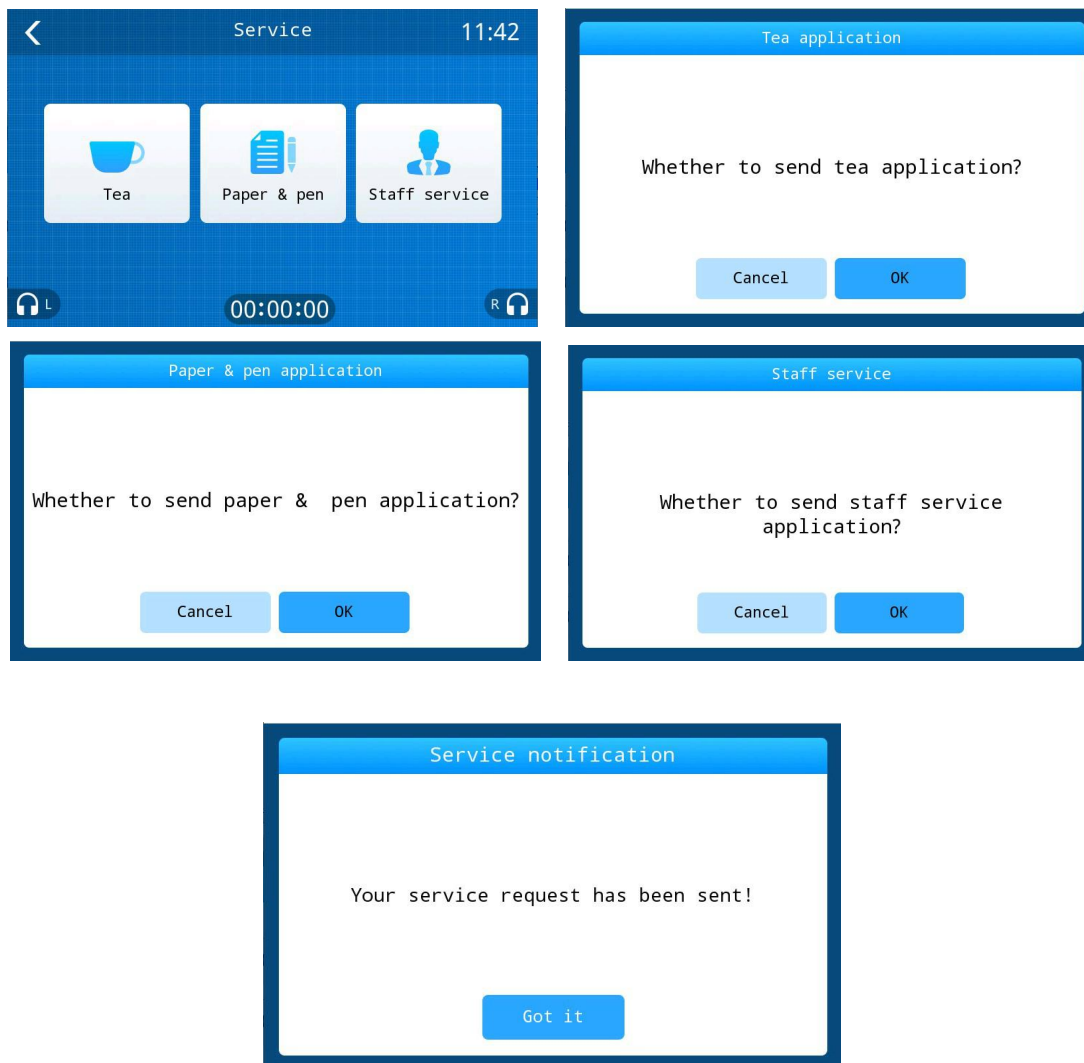 Service
11:42
Tea
Paper & pen
Staff service
L
00:00:00
R
Tea application
Whether to send tea application?
Cancel
OK
Paper & pen application
Whether to send paper &  pen application?
Cancel
OK
Staff service
Whether to send staff service
application?
Cancel
OK
Service notification
Your service request has been sent!
Got it